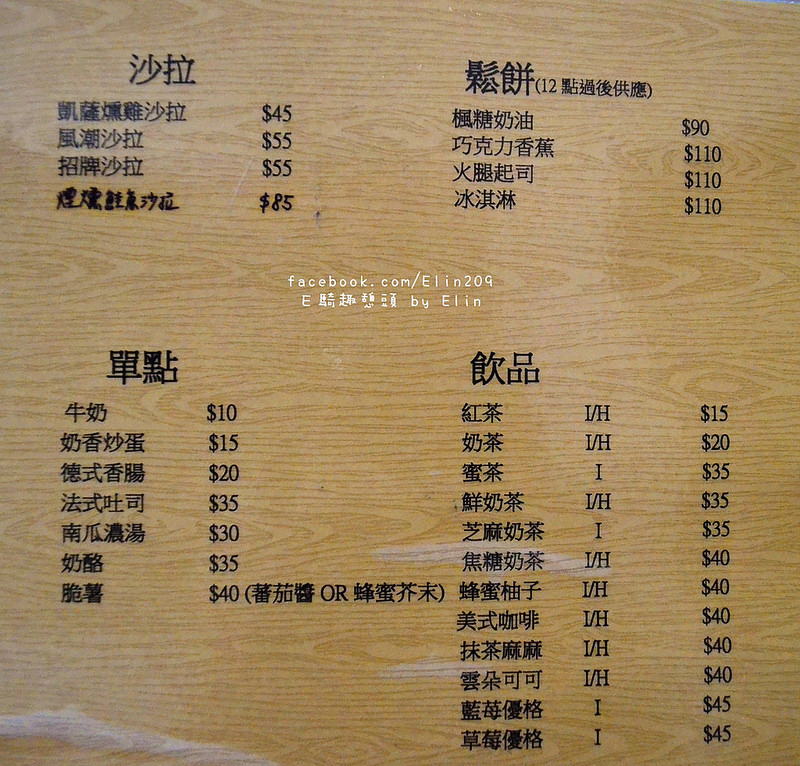 沙拉
凱薩燻雞沙拉 $45
風潮沙拉 $55
招牌沙拉 $55
煙燻鮭魚沙拉 $85
鬆餅(12 點過後供應)
楓糖奶油 $90
巧克力香蕉 $110
火腿起司 $110
冰淇淋 $110
facebook.com/Elin209
E騎趣憩頭 by Elin
單點
牛奶 $10
奶香炒蛋 $15
德式香腸 $20
法式吐司 $35
南瓜濃湯 $30
奶酪 $35
脆薯 $40 (蕃茄醬 OR 蜂蜜芥末)
飲品
紅茶 I/H $15
奶茶 I/H $20
蜜茶 I $35
鮮奶茶 I/H $35
芝麻奶茶 I $35
焦糖奶茶 I/H $40
蜂蜜柚子 I/H $40
美式咖啡 I/H $40
抹茶麻麻 I/H $40
雲朵可可 I/H $40
藍莓優格 I $45
草莓優格 I $45